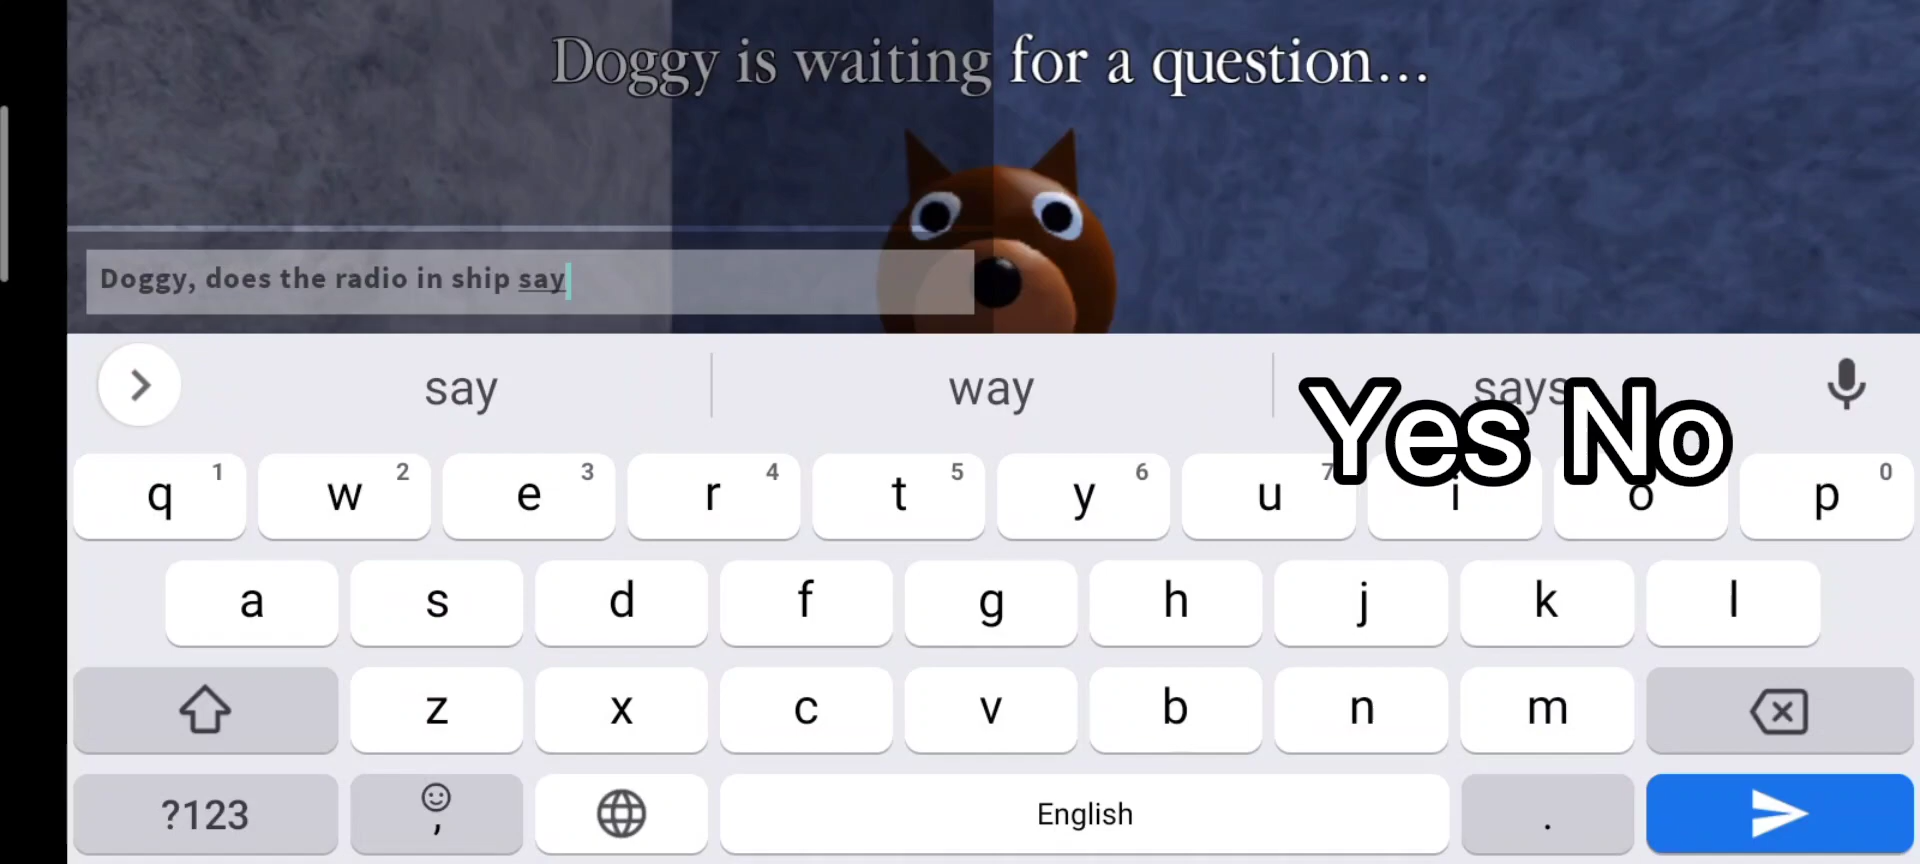 Doggy is waiting for a question...
Doggy, does the radio in ship say
say way says
Yes No
q 1 w 2 e 3 r 4 t 5 y 6 u 7 i o p 0
a s d f g h j k l
z x c v b n m
?123 , English .